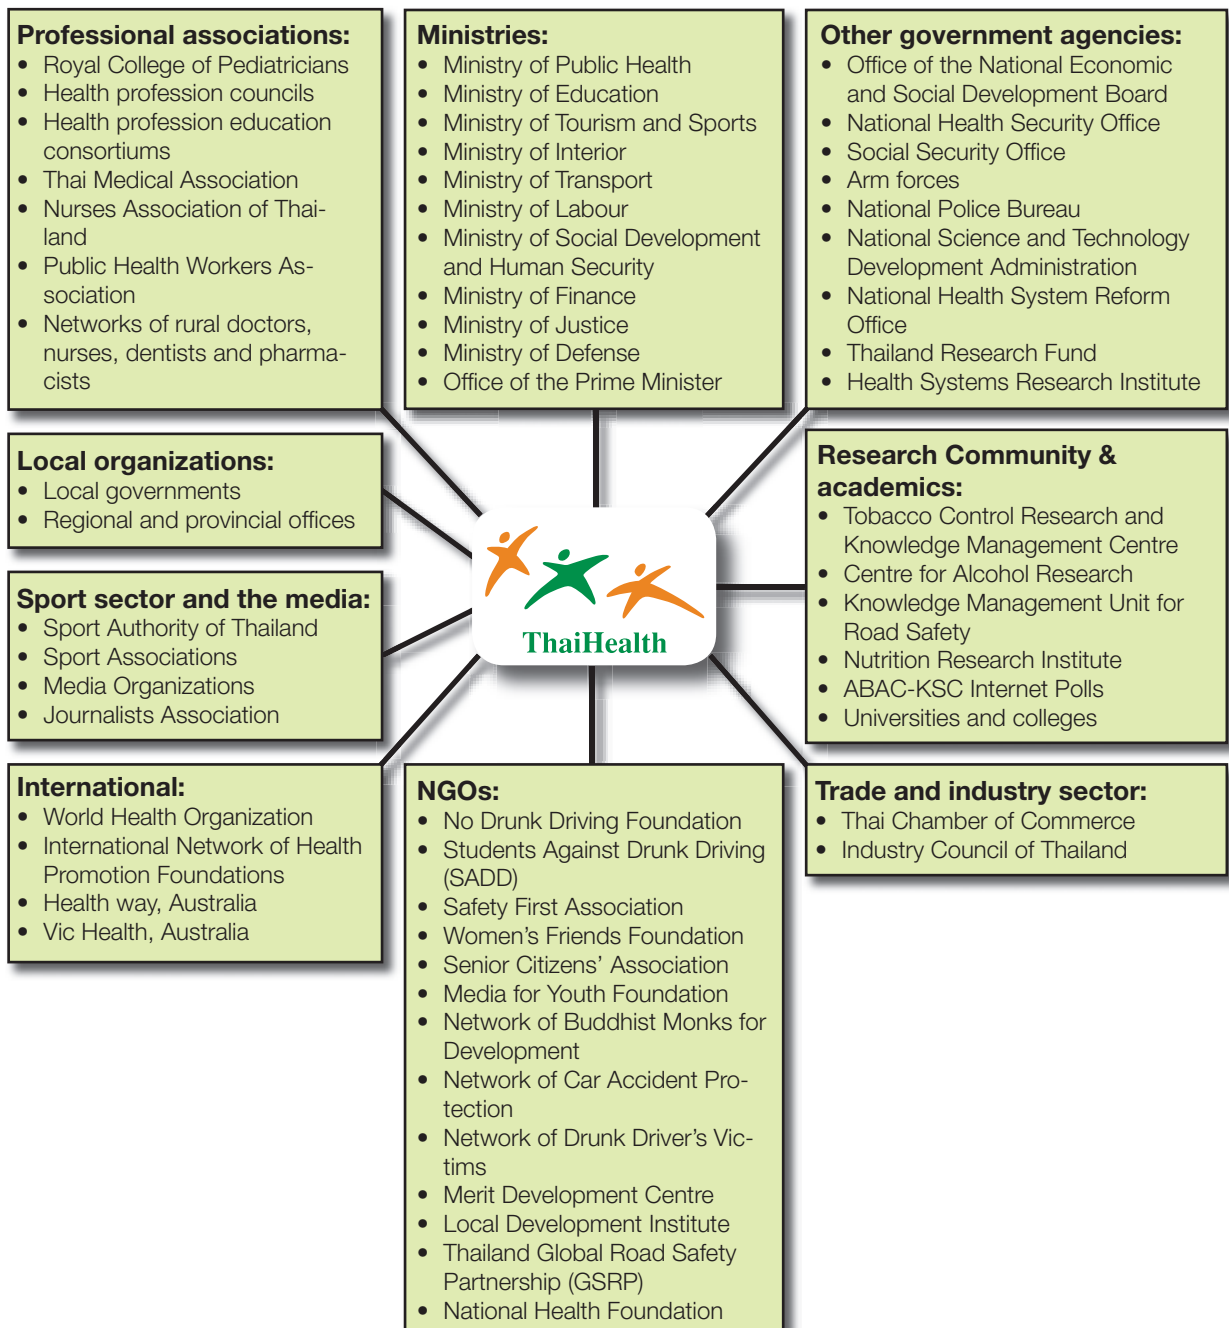 Professional associations:
• Royal College of Pediatricians
• Health profession councils
• Health profession education
consortiums
• Thai Medical Association
• Nurses Association of Thai-
land
• Public Health Workers As-
sociation
• Networks of rural doctors,
nurses, dentists and pharma-
cists
Ministries:
• Ministry of Public Health
• Ministry of Education
• Ministry of Tourism and Sports
• Ministry of Interior
• Ministry of Transport
• Ministry of Labour
• Ministry of Social Development
and Human Security
• Ministry of Finance
• Ministry of Justice
• Ministry of Defense
• Office of the Prime Minister
Other government agencies:
• Office of the National Economic
and Social Development Board
• National Health Security Office
• Social Security Office
• Arm forces
• National Police Bureau
• National Science and Technology
Development Administration
• National Health System Reform
Office
• Thailand Research Fund
• Health Systems Research Institute
Local organizations:
• Local governments
• Regional and provincial offices
Research Community &
academics:
• Tobacco Control Research and
Knowledge Management Centre
• Centre for Alcohol Research
• Knowledge Management Unit for
Road Safety
• Nutrition Research Institute
• ABAC-KSC Internet Polls
• Universities and colleges
ThaiHealth
Sport sector and the media:
• Sport Authority of Thailand
• Sport Associations
• Media Organizations
• Journalists Association
International:
• World Health Organization
• International Network of Health
Promotion Foundations
• Health way, Australia
• Vic Health, Australia
NGOs:
• No Drunk Driving Foundation
• Students Against Drunk Driving
(SADD)
• Safety First Association
• Women's Friends Foundation
• Senior Citizens' Association
• Media for Youth Foundation
• Network of Buddhist Monks for
Development
• Network of Car Accident Pro-
tection
• Network of Drunk Driver's Vic-
tims
• Merit Development Centre
• Local Development Institute
• Thailand Global Road Safety
Partnership (GSRP)
• National Health Foundation
Trade and industry sector:
• Thai Chamber of Commerce
• Industry Council of Thailand